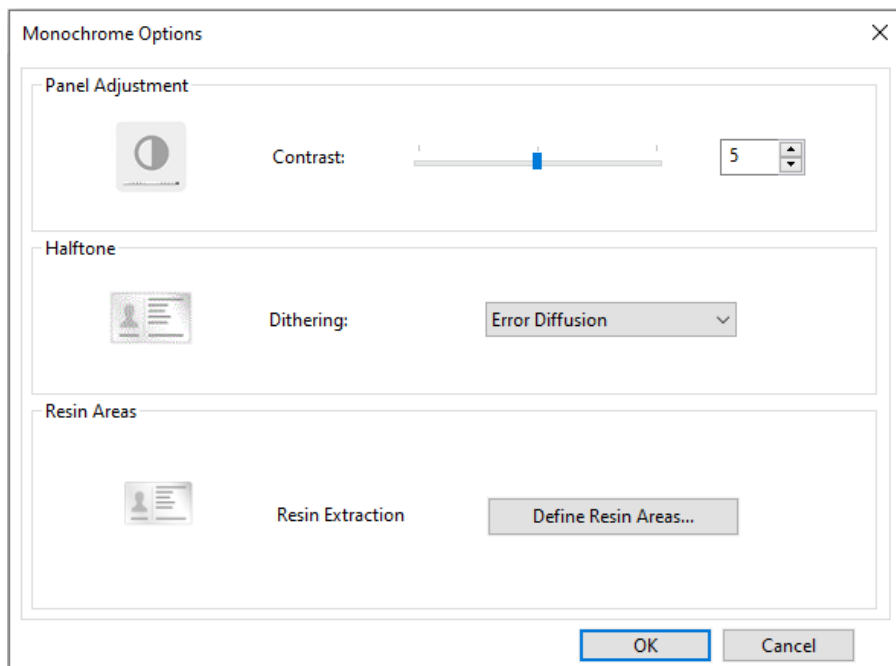 Monochrome Options
Panel Adjustment
Contrast:
5
Halftone
Dithering:
Error Diffusion
Resin Areas
Resin Extraction
Define Resin Areas...
OK
Cancel